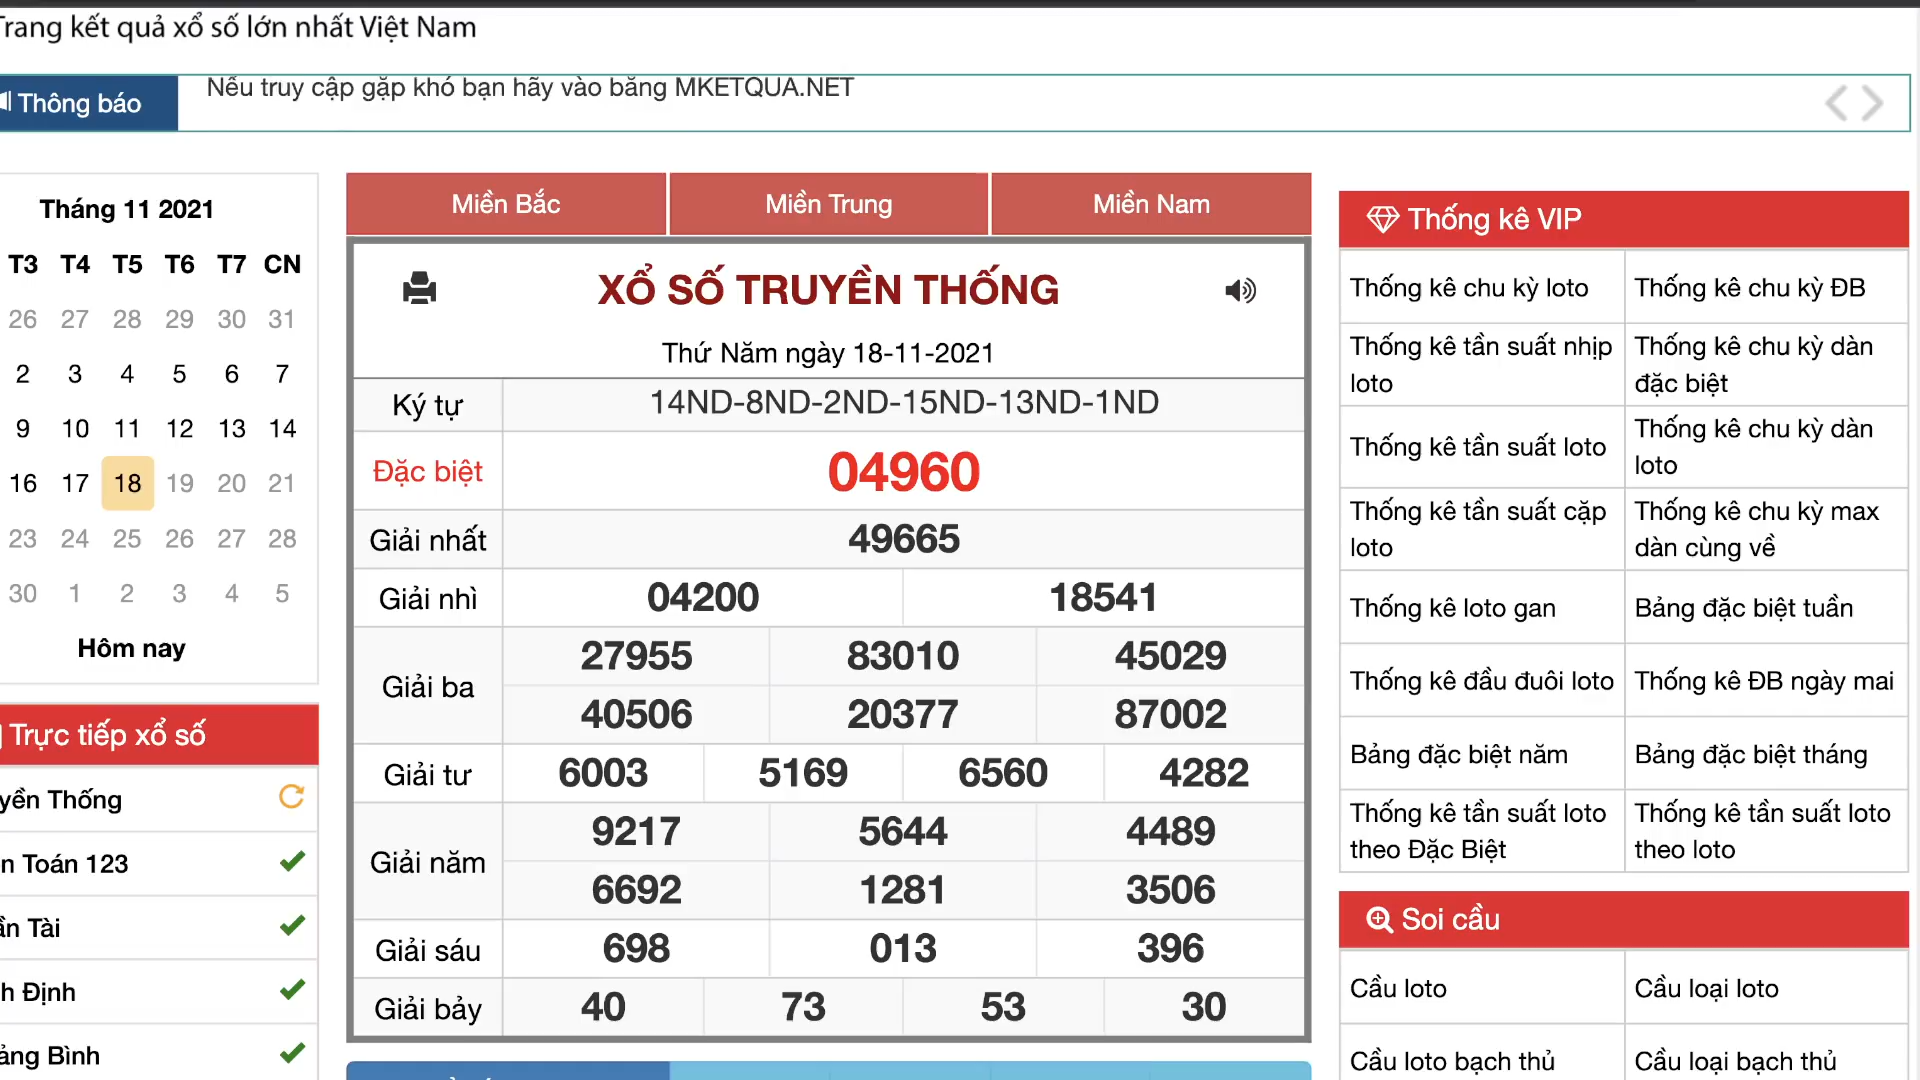 Trang kết quả xổ số lớn nhất Việt Nam
Thông báo
Nếu truy cập gặp khó bạn hãy vào bằng MKETQUA.NET
Tháng 11 2021
T3 T4 T5 T6 T7 CN
26 27 28 29 30 31
2 3 4 5 6 7
9 10 11 12 13 14
16 17 18 19 20 21
23 24 25 26 27 28
30 1 2 3 4 5
Hôm nay
Trực tiếp xổ số
yền Thống
n Toán 123
ần Tài
h Định
ảng Bình
Miền Bắc Miền Trung Miền Nam
XỔ SỐ TRUYỀN THỐNG
Thứ Năm ngày 18-11-2021
Ký tự 14ND-8ND-2ND-15ND-13ND-1ND
Đặc biệt 04960
Giải nhất 49665
Giải nhì 04200 18541
Giải ba 27955 83010 45029
40506 20377 87002
Giải tư 6003 5169 6560 4282
Giải năm 9217 5644 4489
6692 1281 3506
Giải sáu 698 013 396
Giải bảy 40 73 53 30
Thống kê VIP
Thống kê chu kỳ loto
Thống kê chu kỳ ĐB
Thống kê tần suất nhịp
loto
Thống kê chu kỳ dàn
đặc biệt
Thống kê tần suất loto
Thống kê chu kỳ dàn
loto
Thống kê tần suất cặp
loto
Thống kê chu kỳ max
dàn cùng về
Thống kê loto gan
Bảng đặc biệt tuần
Thống kê đầu đuôi loto
Thống kê ĐB ngày mai
Bảng đặc biệt năm
Bảng đặc biệt tháng
Thống kê tần suất loto
theo Đặc Biệt
Thống kê tần suất loto
theo loto
Soi cầu
Cầu loto
Cầu loại loto
Cầu loto bạch thủ
Cầu loại bạch thủ